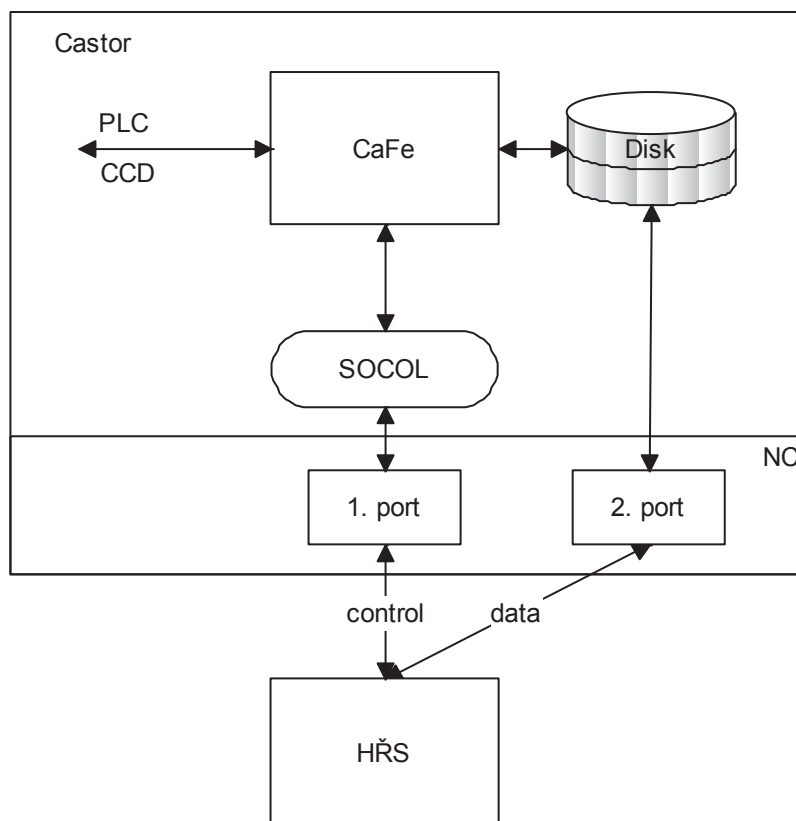 Castor
PLC
CCD
CaFe
Disk
SOCOL
NC
1. port
2. port
control
data
HŘS